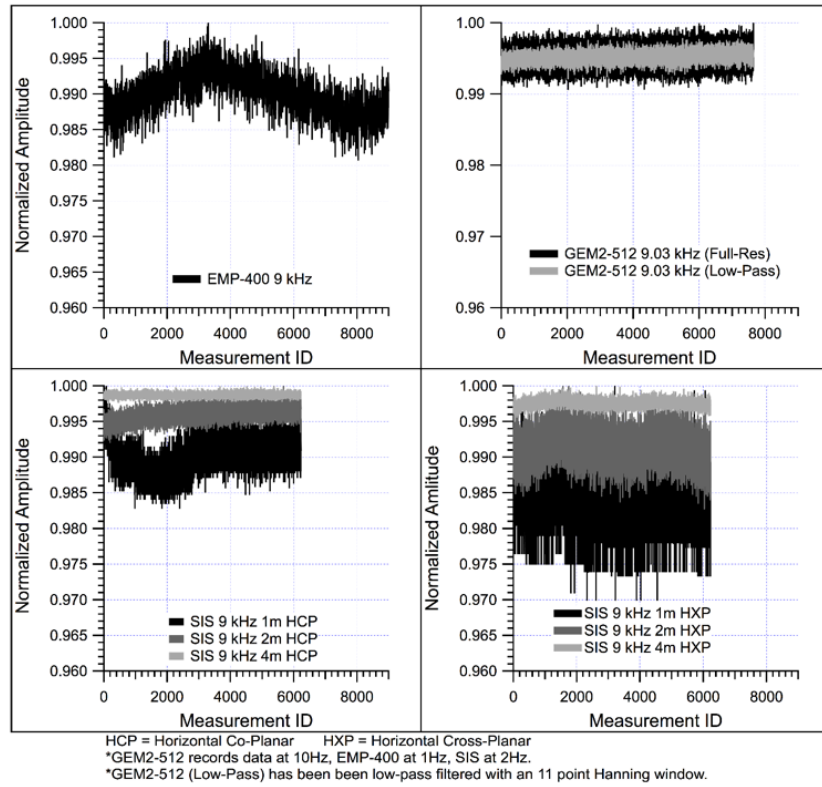 1.000
0.995
0.990
0.985
0.980
0.975
0.970
0.965
0.960
Normalized Amplitude
EMP-400 9 kHz
0 2000 4000 6000 8000
Measurement ID
1.00
0.99
0.98
0.97
0.96
GEM2-512 9.03 kHz (Full-Res)
GEM2-512 9.03 kHz (Low-Pass)
0 2000 4000 6000 8000
Measurement ID
1.000
0.995
0.990
0.985
0.980
0.975
0.970
0.965
0.960
Normalized Amplitude
SIS 9 kHz 1m HCP
SIS 9 kHz 2m HCP
SIS 9 kHz 4m HCP
0 2000 4000 6000 8000
Measurement ID
1.000
0.995
0.990
0.985
0.980
0.975
0.970
0.965
0.960
Normalized Amlitude
SIS 9 kHz 1m HXP
SIS 9 kHz 2m HXP
SIS 9 kHz 4m HXP
0 2000 4000 6000 8000
Measurement ID
HCP = Horizontal Co-Planar HXP = Horizontal Cross-Planar
*GEM2-512 records data at 10Hz, EMP-400 at 1Hz, SIS at 2Hz.
*GEM2-512 (Low-Pass) has been been low-pass filtered with an 11 point Hanning window.